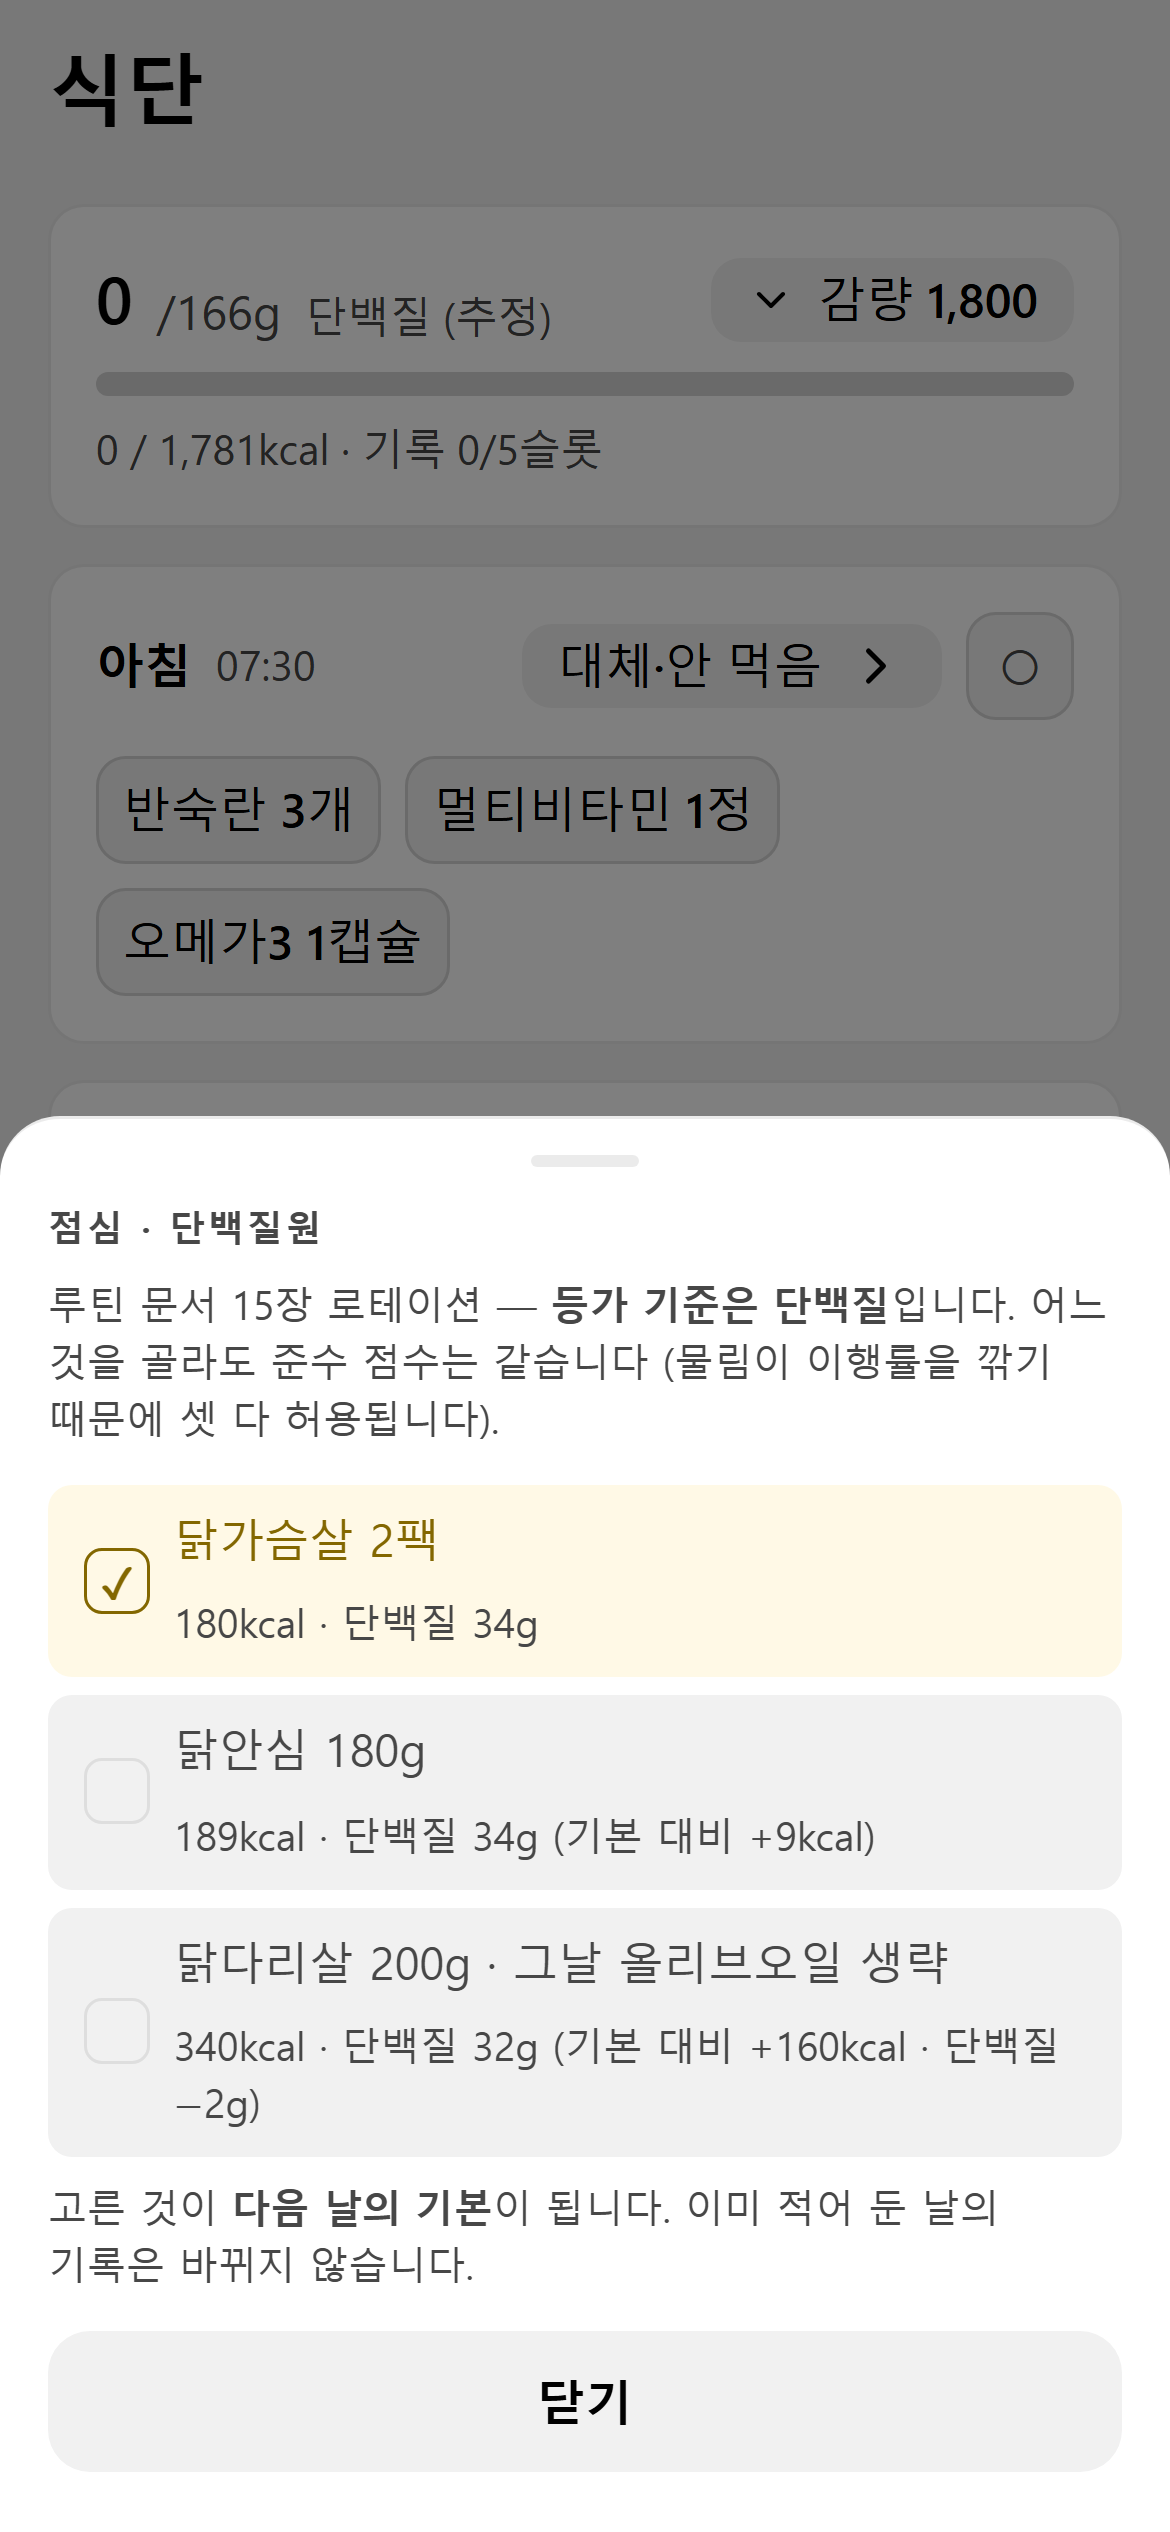 식단
0 /166g 단백질 (추정) 감량 1,800
0 / 1,781kcal · 기록 0/5슬롯
아침 07:30 대체·안 먹음
반숙란 3개 멀티비타민 1정
오메가3 1캡슐
점심 · 단백질원
루틴 문서 15장 로테이션 — 등가 기준은 단백질입니다. 어느
것을 골라도 준수 점수는 같습니다 (물림이 이행률을 깎기
때문에 셋 다 허용됩니다).
닭가슴살 2팩
180kcal · 단백질 34g
닭안심 180g
189kcal · 단백질 34g (기본 대비 +9kcal)
닭다리살 200g · 그날 올리브오일 생략
340kcal · 단백질 32g (기본 대비 +160kcal · 단백질
−2g)
고른 것이 다음 날의 기본이 됩니다. 이미 적어 둔 날의
기록은 바뀌지 않습니다.
닫기